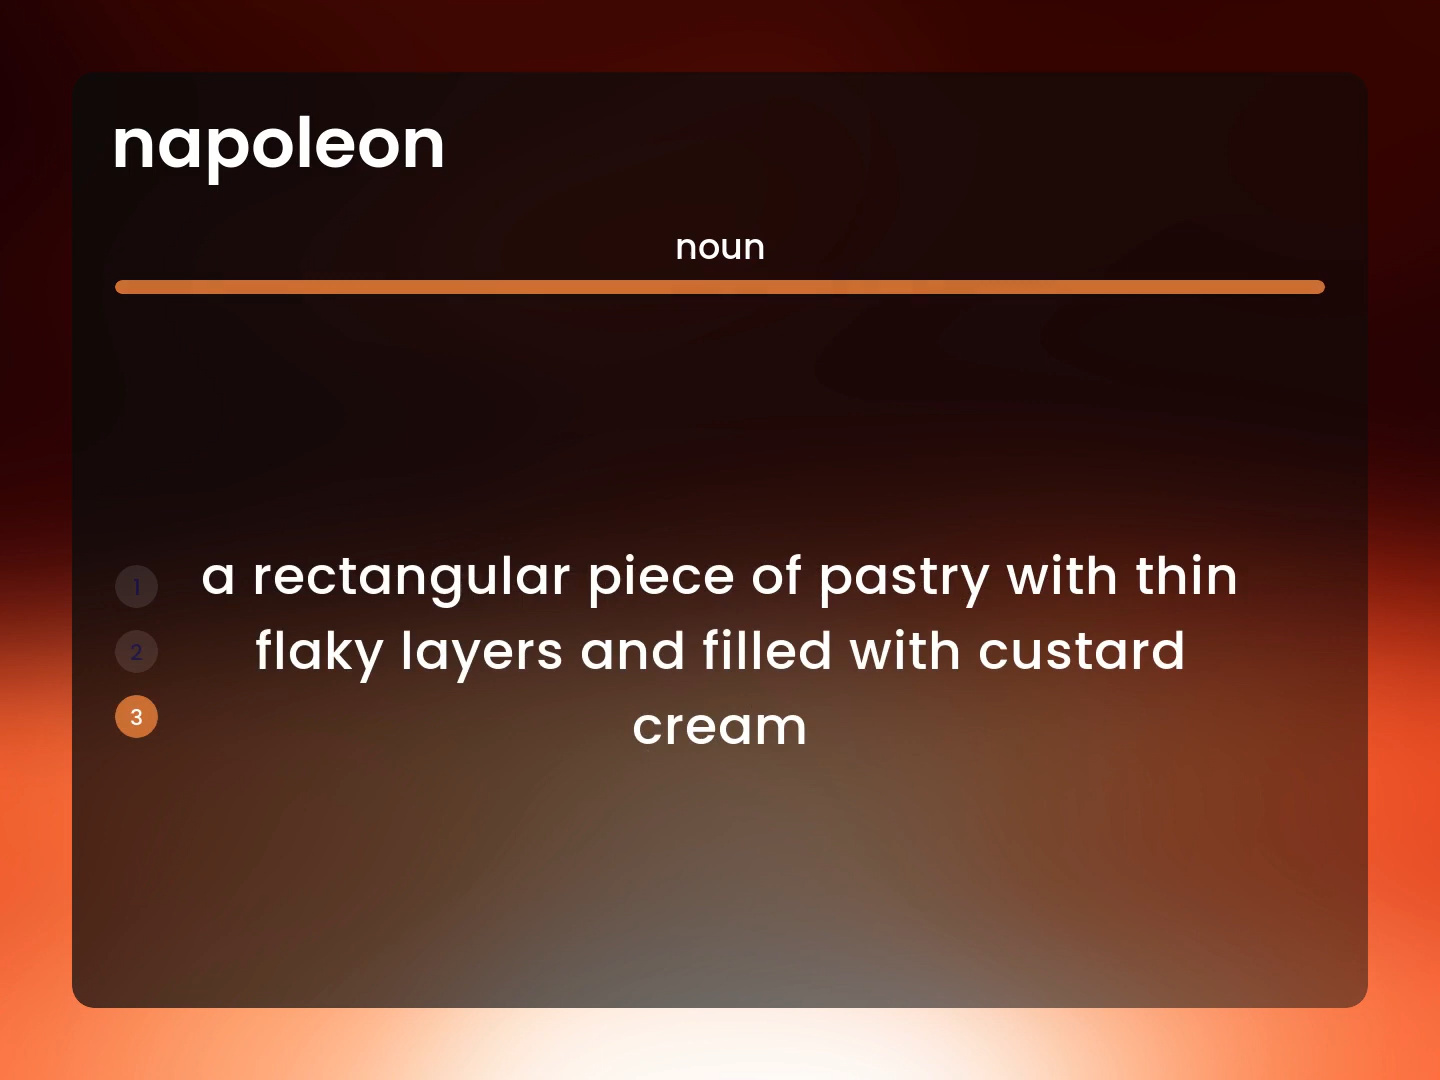 napoleon
noun
a rectangular piece of pastry with thin
flaky layers and filled with custard
cream
1
2
3